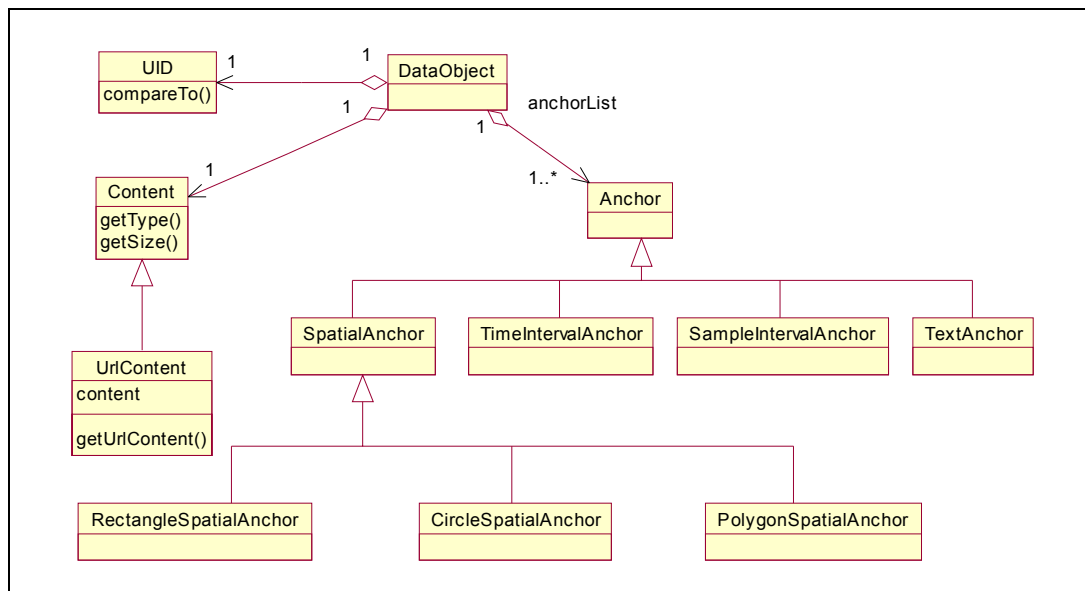 UID
compareTo()
1
1
DataObject
1
1
anchorList
1
1..*
Content
getType()
getSize()
Anchor
SpatialAnchor
TimeIntervalAnchor
SampleIntervalAnchor
TextAnchor
UrlContent
content
getUrlContent()
RectangleSpatialAnchor
CircleSpatialAnchor
PolygonSpatialAnchor